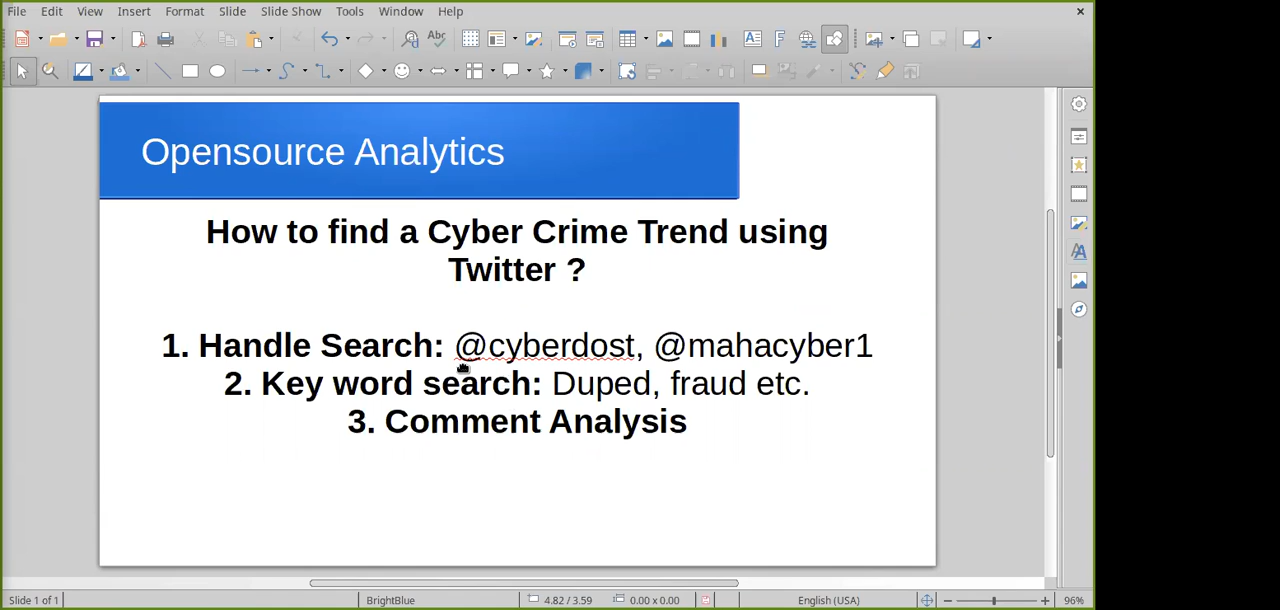 File Edit View Insert Format Slide Slide Show Tools Window Help
Opensource Analytics
How to find a Cyber Crime Trend using
Twitter ?
1. Handle Search: @cyberdost, @mahacyber1
2. Key word search: Duped, fraud etc.
3. Comment Analysis
Slide 1 of 1 BrightBlue 4.82 / 3.59 0.00 x 0.00 English (USA) 96%